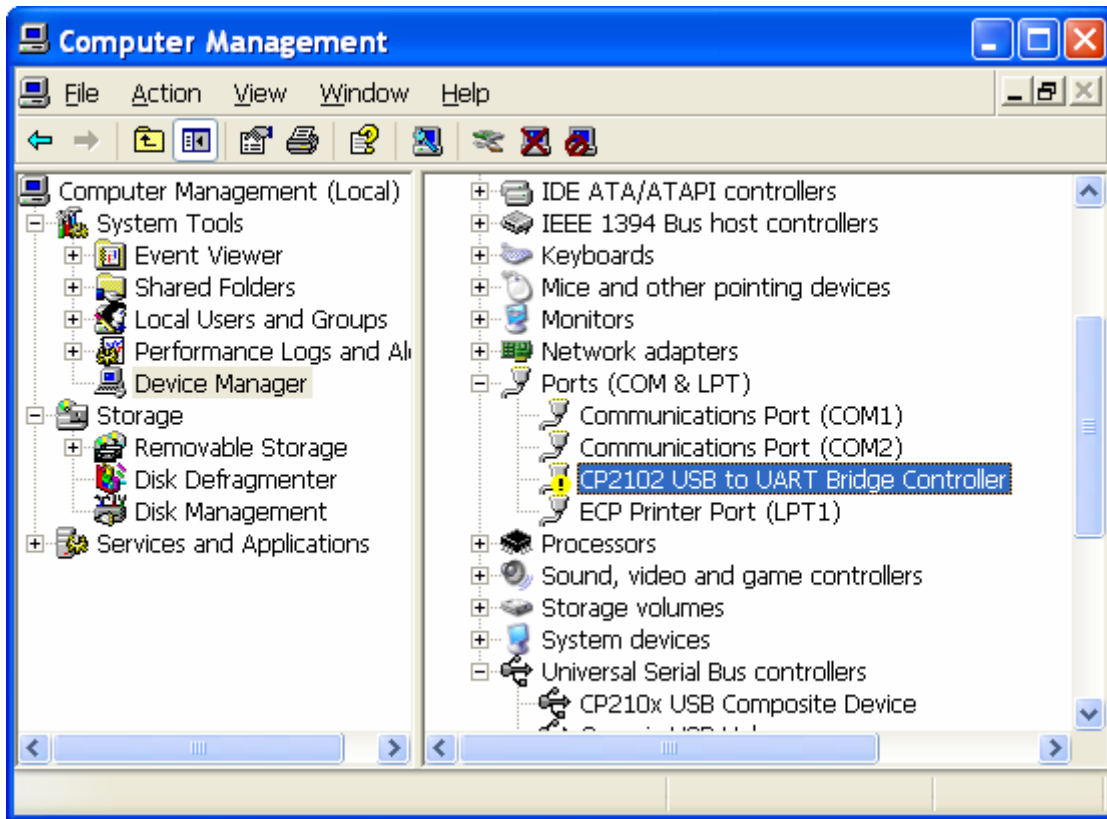 Computer Management
File Action View Window Help
Computer Management (Local)
System Tools
Event Viewer
Shared Folders
Local Users and Groups
Performance Logs and Al
Device Manager
Storage
Removable Storage
Disk Defragmenter
Disk Management
Services and Applications
IDE ATA/ATAPI controllers
IEEE 1394 Bus host controllers
Keyboards
Mice and other pointing devices
Monitors
Network adapters
Ports (COM & LPT)
Communications Port (COM1)
Communications Port (COM2)
CP2102 USB to UART Bridge Controller
ECP Printer Port (LPT1)
Processors
Sound, video and game controllers
Storage volumes
System devices
Universal Serial Bus controllers
CP210x USB Composite Device